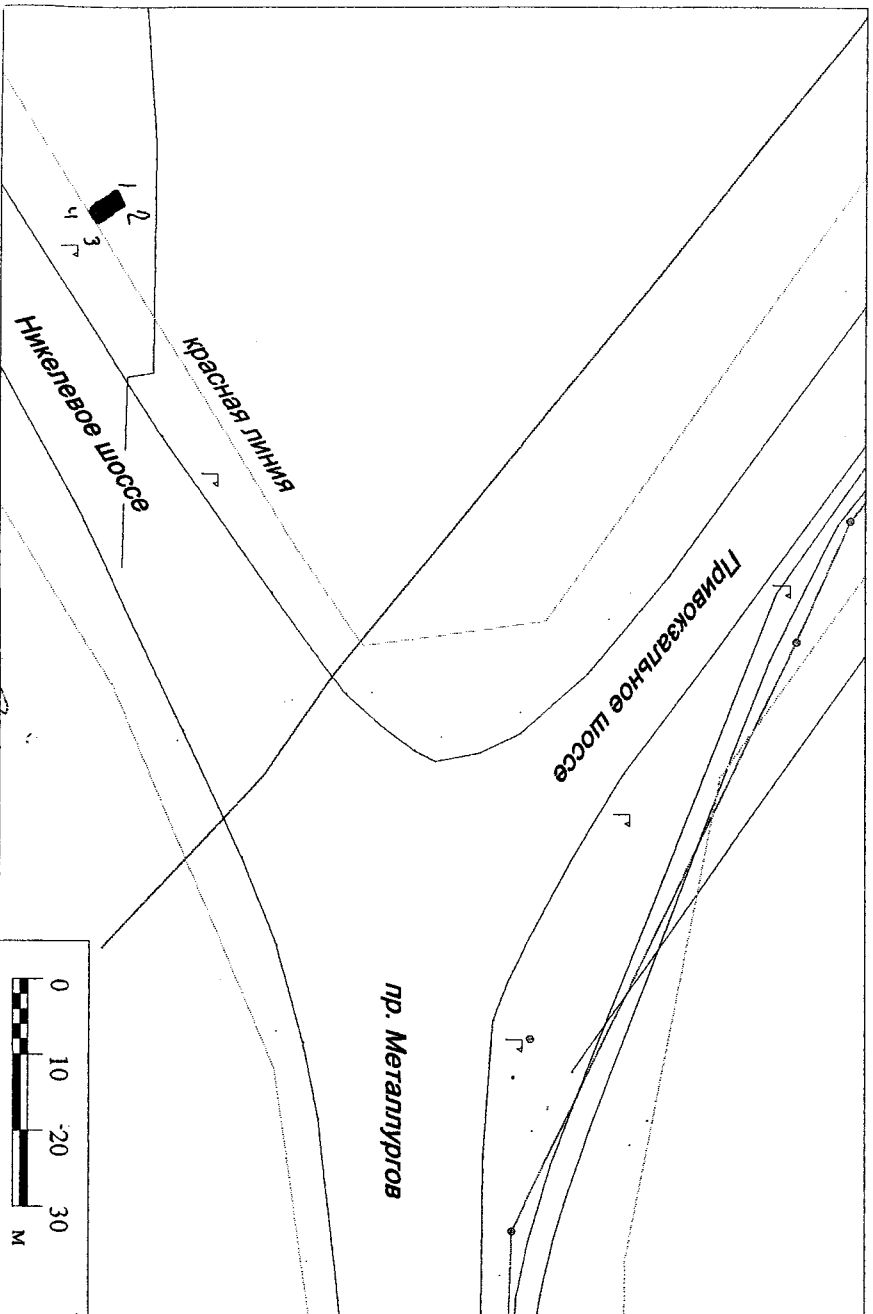 1
2
3
4
Никелевое шоссе
красная линия
Привокзальное шоссе
пр. Металлургов
0 10 20 30
М